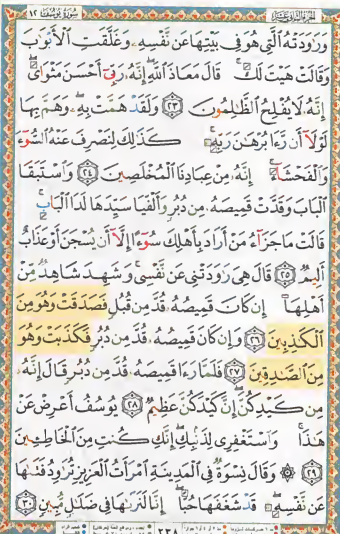 سُورَةُ يُوسُفَ ١٢
وَرَٰوَدَتْهُ ٱلَّتِى هُوَ فِى بَيْتِهَا عَن نَّفْسِهِۦ وَغَلَّقَتِ ٱلْأَبْوَٰبَ
وَقَالَتْ هَيْتَ لَكَ ۚ قَالَ مَعَاذَ ٱللَّهِ ۖ إِنَّهُۥ رَبِّىٓ أَحْسَنَ مَثْوَاىَ ۖ
إِنَّهُۥ لَا يُفْلِحُ ٱلظَّٰلِمُونَ ٢٣ وَلَقَدْ هَمَّتْ بِهِۦ ۖ وَهَمَّ بِهَا
لَوْلَآ أَن رَّءَا بُرْهَٰنَ رَبِّهِۦ ۚ كَذَٰلِكَ لِنَصْرِفَ عَنْهُ ٱلسُّوٓءَ
وَٱلْفَحْشَآءَ ۚ إِنَّهُۥ مِنْ عِبَادِنَا ٱلْمُخْلَصِينَ ٢٤ وَٱسْتَبَقَا
ٱلْبَابَ وَقَدَّتْ قَمِيصَهُۥ مِن دُبُرٍ وَأَلْفَيَا سَيِّدَهَا لَدَا ٱلْبَابِ ۚ
قَالَتْ مَا جَزَآءُ مَنْ أَرَادَ بِأَهْلِكَ سُوٓءًا إِلَّآ أَن يُسْجَنَ أَوْ عَذَابٌ
أَلِيمٌ ٢٥ قَالَ هِىَ رَٰوَدَتْنِى عَن نَّفْسِى ۚ وَشَهِدَ شَاهِدٌ مِّنْ
أَهْلِهَآ إِن كَانَ قَمِيصُهُۥ قُدَّ مِن قُبُلٍ فَصَدَقَتْ وَهُوَ مِنَ
ٱلْكَٰذِبِينَ ٢٦ وَإِن كَانَ قَمِيصُهُۥ قُدَّ مِن دُبُرٍ فَكَذَبَتْ وَهُوَ
مِنَ ٱلصَّٰدِقِينَ ٢٧ فَلَمَّا رَءَا قَمِيصَهُۥ قُدَّ مِن دُبُرٍ قَالَ إِنَّهُۥ
مِن كَيْدِكُنَّ ۖ إِنَّ كَيْدَكُنَّ عَظِيمٌ ٢٨ يُوسُفُ أَعْرِضْ عَنْ
هَٰذَا ۚ وَٱسْتَغْفِرِى لِذَنۢبِكِ ۖ إِنَّكِ كُنتِ مِنَ ٱلْخَاطِـِٔينَ
٢٩ ۞ وَقَالَ نِسْوَةٌ فِى ٱلْمَدِينَةِ ٱمْرَأَتُ ٱلْعَزِيزِ تُرَٰوِدُ فَتَىٰهَا
عَن نَّفْسِهِۦ ۖ قَدْ شَغَفَهَا حُبًّا ۖ إِنَّا لَنَرَىٰهَا فِى ضَلَٰلٍ مُّبِينٍ ٣٠
٢٣٨